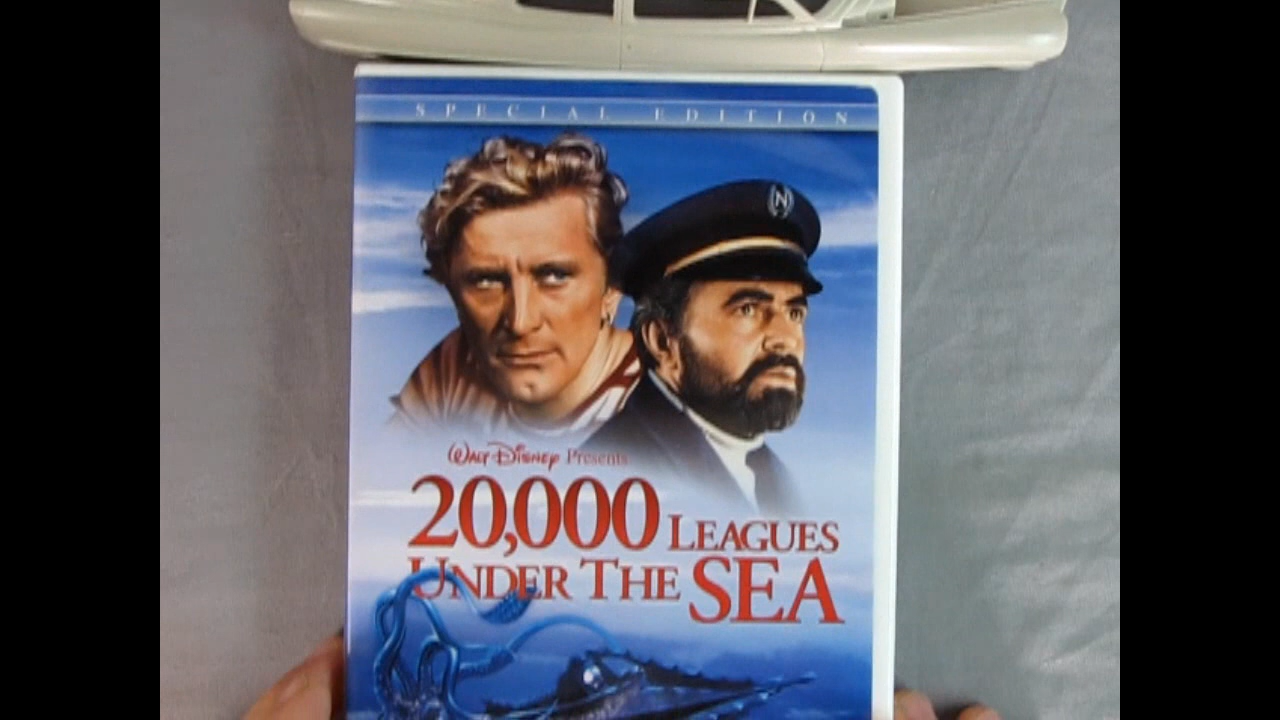 SPECIAL EDITION
N
WALT DISNEY Presents
20,000 LEAGUES
UNDER THE SEA